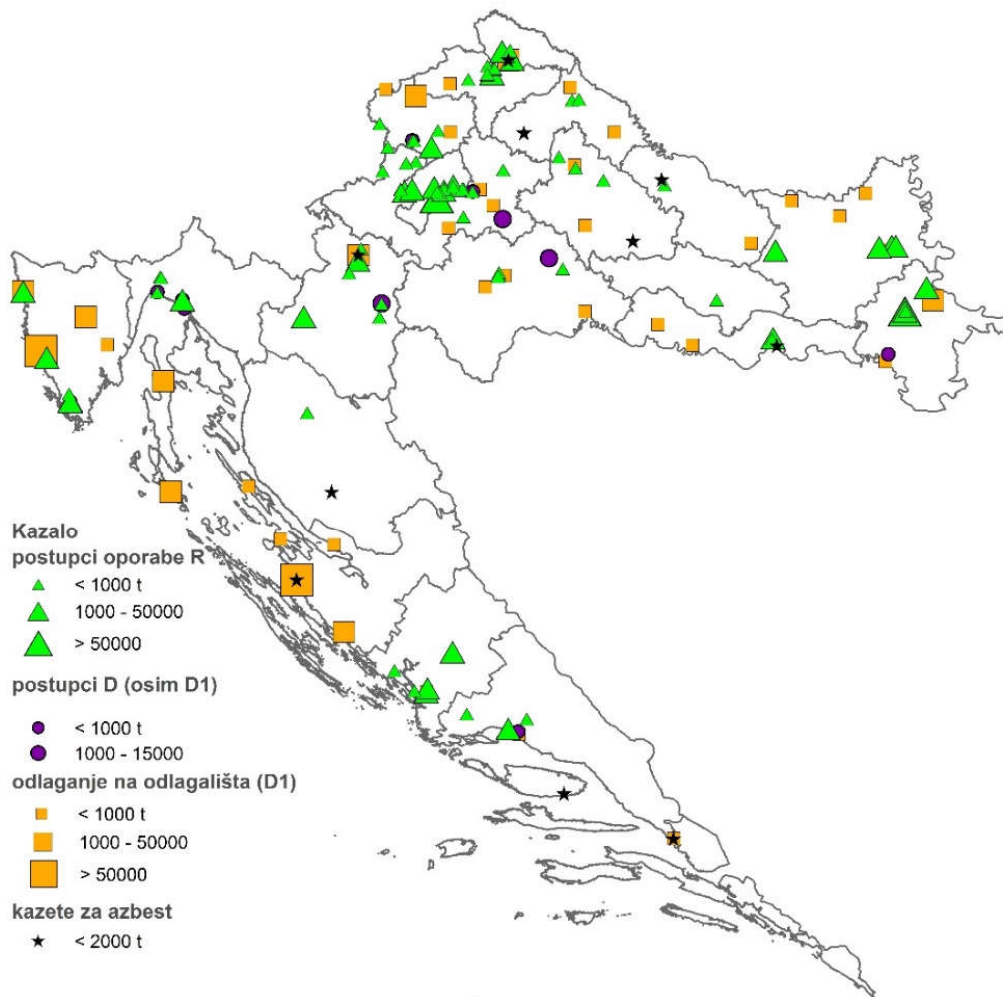 Kazalo
postupci oporabe R
< 1000 t
1000 - 50000
> 50000
postupci D (osim D1)
< 1000 t
1000 - 15000
odlaganje na odlagališta (D1)
< 1000 t
1000 - 50000
> 50000
kazete za azbest
< 2000 t